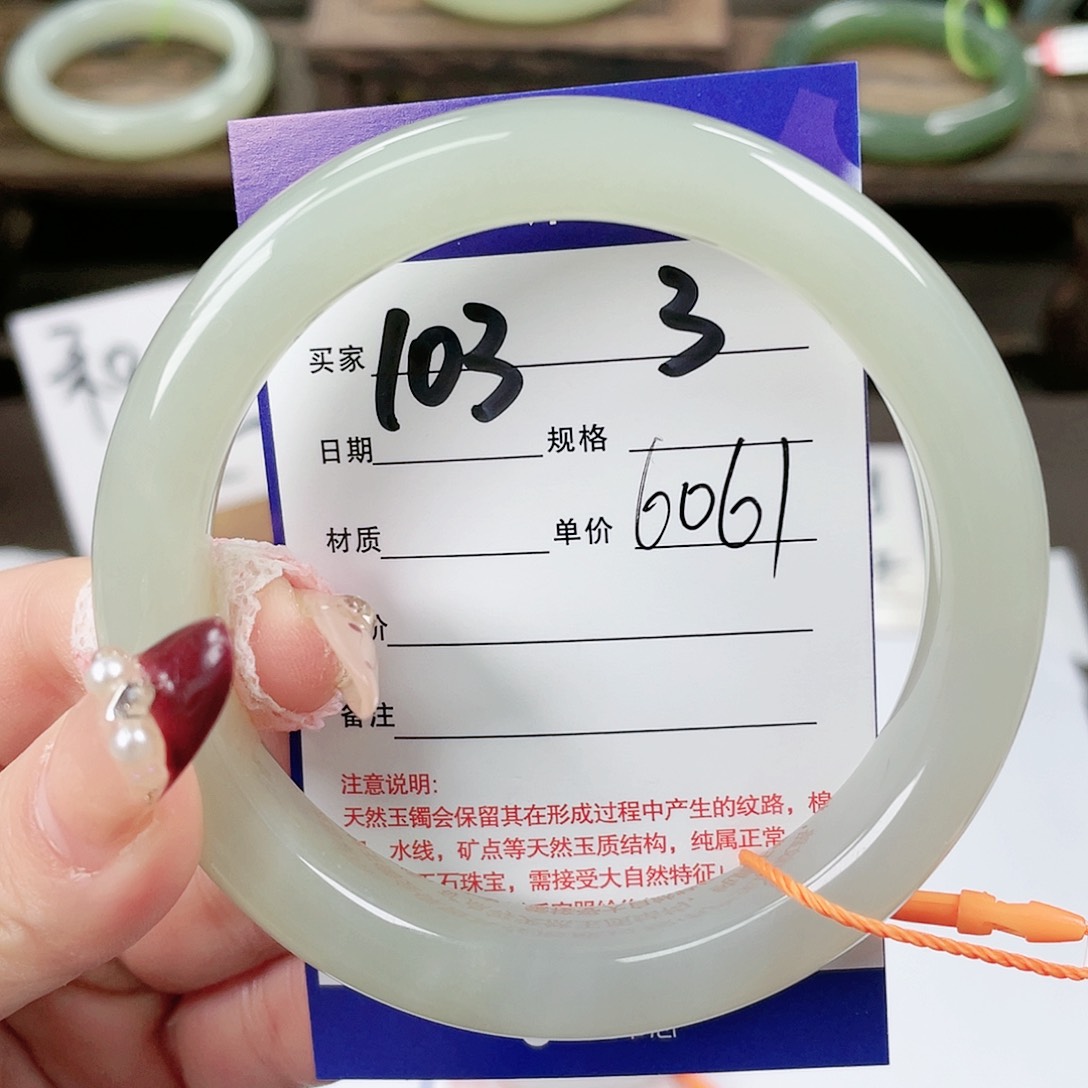 买家 103 3
日期 规格
材质 单价 6061
价
备注
注意说明:
天然玉镯会保留其在形成过程中产生的纹路，棉
水线，矿点等天然玉质结构，纯属正常
石珠宝，需接受大自然特征!